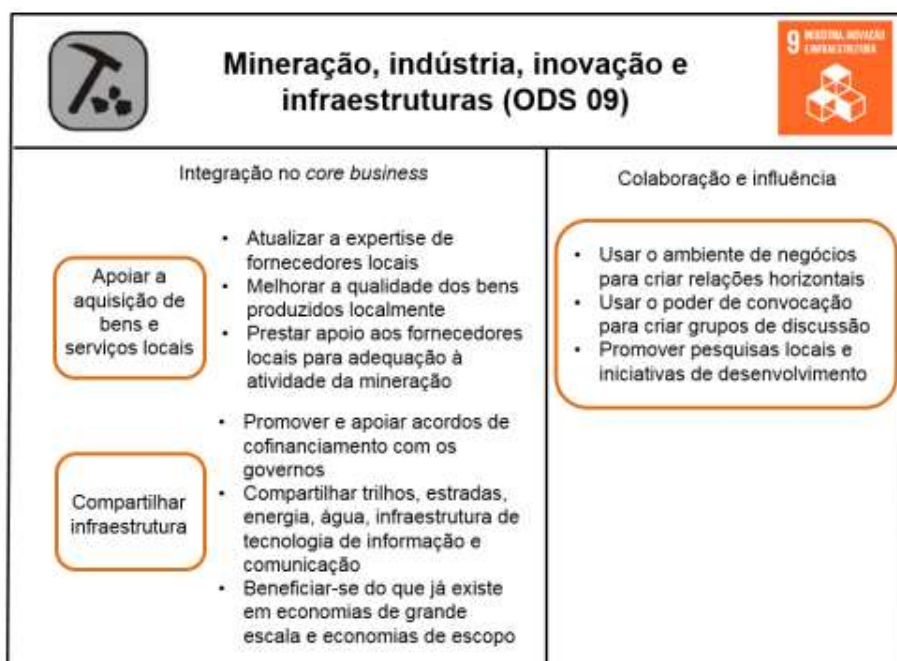 Mineração, indústria, inovação e
infraestruturas (ODS 09)
9 INDÚSTRIA, INOVAÇÃO
E INFRAESTRUTURA
Integração no core business
Apoiar a
aquisição de
bens e
serviços locais
• Atualizar a expertise de
fornecedores locais
• Melhorar a qualidade dos bens
produzidos localmente
• Prestar apoio aos fornecedores
locais para adequação à
atividade da mineração
Compartilhar
infraestrutura
• Promover e apoiar acordos de
cofinanciamento com os
governos
• Compartilhar trilhos, estradas,
energia, água, infraestrutura de
tecnologia de informação e
comunicação
• Beneficiar-se do que já existe
em economias de grande
escala e economias de escopo
Colaboração e influência
• Usar o ambiente de negócios
para criar relações horizontais
• Usar o poder de convocação
para criar grupos de discussão
• Promover pesquisas locais e
iniciativas de desenvolvimento